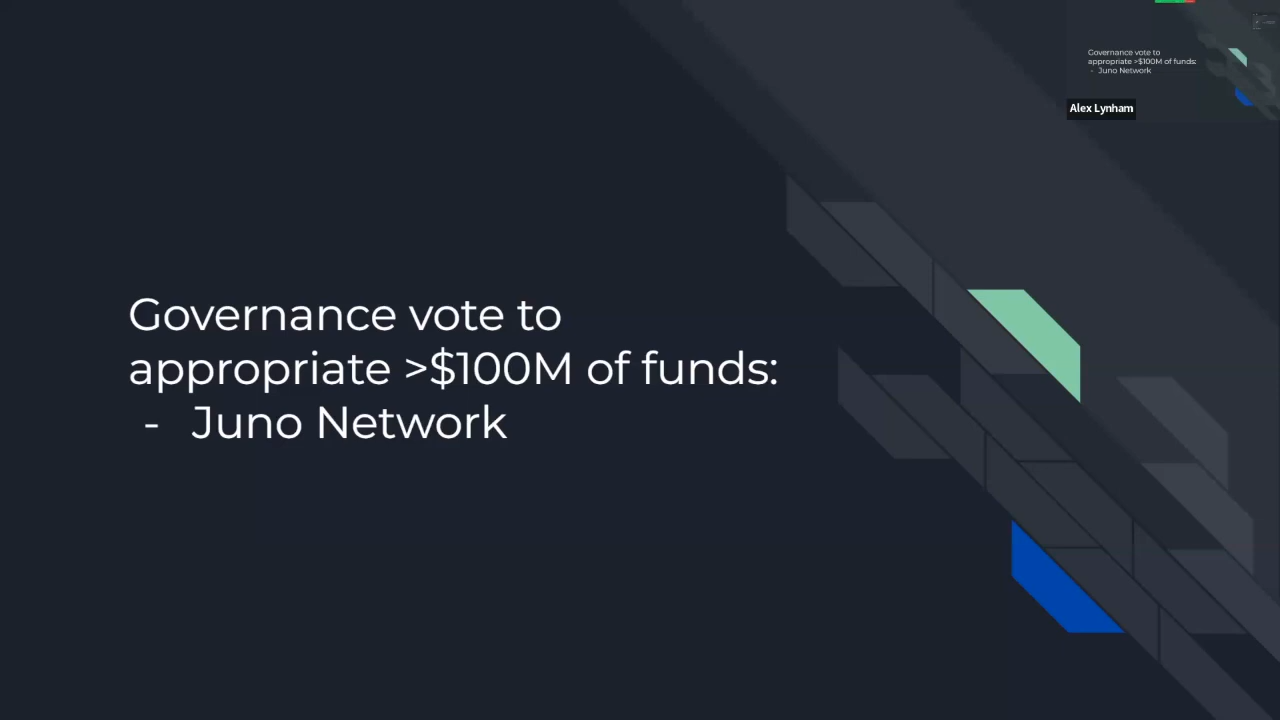 Governance vote to
appropriate >$100M of funds:
- Juno Network
Governance vote to
appropriate >$100M of funds:
- Juno Network
Alex Lynham